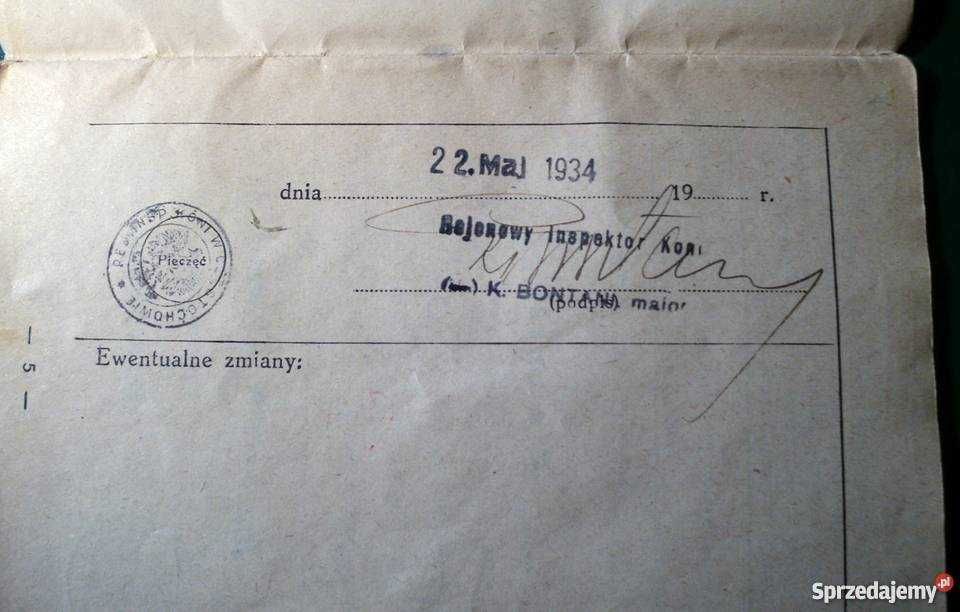 22. Maj 1934
dnia 19 r.
Rejonowy Inspektor Koni
Pieczęć
K. BONTANI major
(podpis)
Ewentualne zmiany:
— 5 —
Sprzedajemy.pl